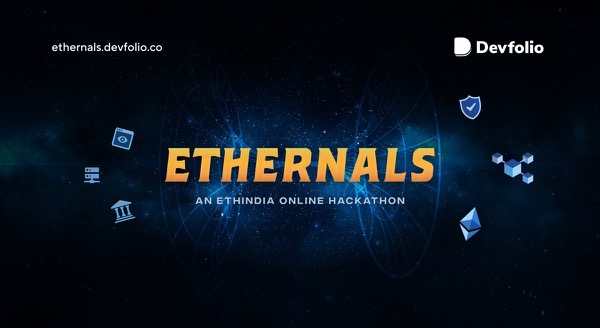 ethernals.devfolio.co
Devfolio
ETHERNALS
AN ETHINDIA ONLINE HACKATHON